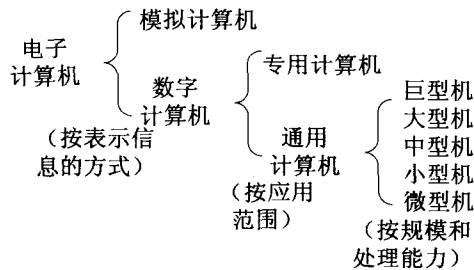 电子
计算机
（按表示信
息的方式）
模拟计算机
数字
计算机
专用计算机
通用
计算机
（按应用
范围）
巨型机
大型机
中型机
小型机
微型机
（按规模和
处理能力）